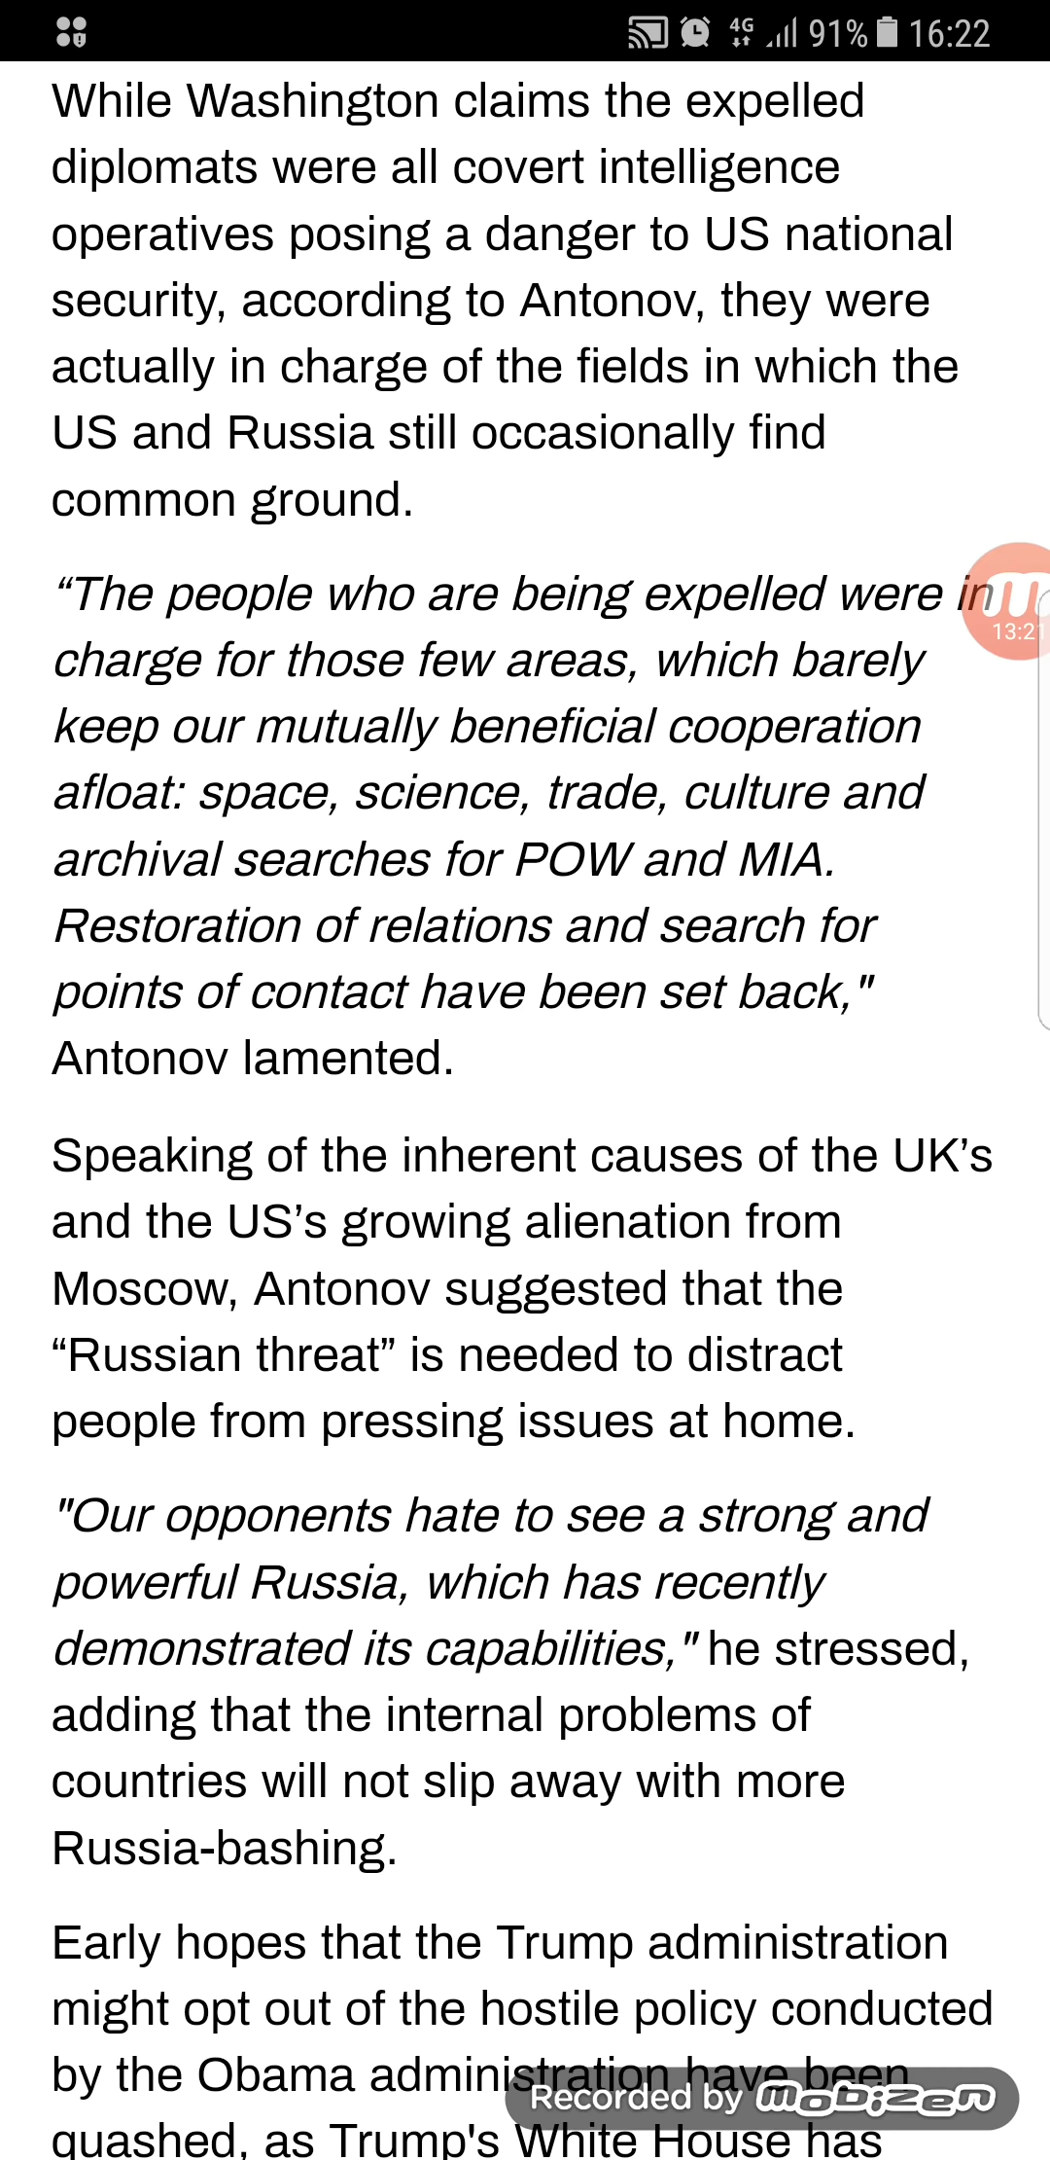 4G 91% 16:22
While Washington claims the expelled
diplomats were all covert intelligence
operatives posing a danger to US national
security, according to Antonov, they were
actually in charge of the fields in which the
US and Russia still occasionally find
common ground.
“The people who are being expelled were in
13:21
charge for those few areas, which barely
keep our mutually beneficial cooperation
afloat: space, science, trade, culture and
archival searches for POW and MIA.
Restoration of relations and search for
points of contact have been set back,"
Antonov lamented.
Speaking of the inherent causes of the UK’s
and the US’s growing alienation from
Moscow, Antonov suggested that the
“Russian threat” is needed to distract
people from pressing issues at home.
"Our opponents hate to see a strong and
powerful Russia, which has recently
demonstrated its capabilities," he stressed,
adding that the internal problems of
countries will not slip away with more
Russia-bashing.
Early hopes that the Trump administration
might opt out of the hostile policy conducted
by the Obama administration have been
Recorded by mobizen
quashed, as Trump's White House has